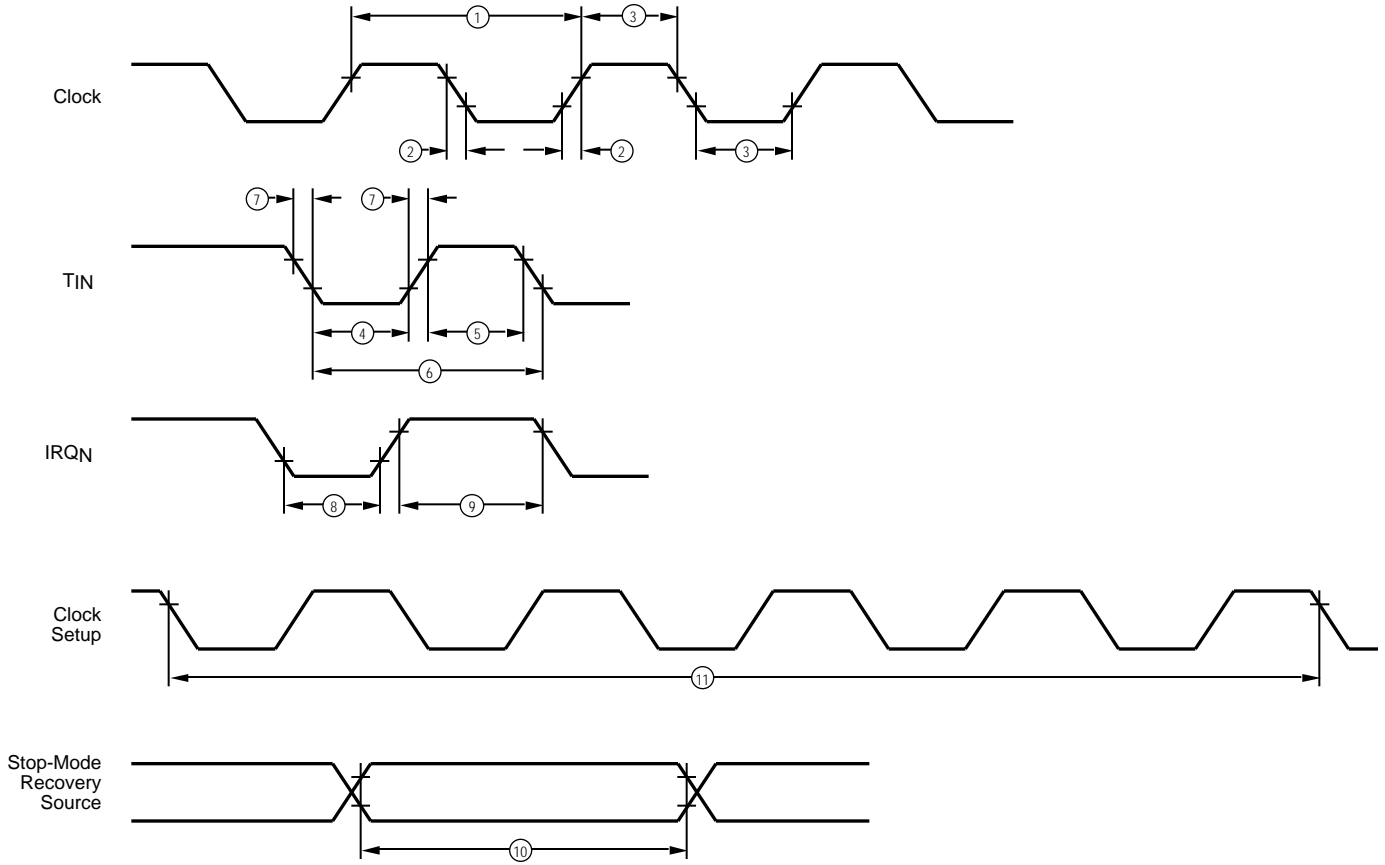 1 3
Clock
2 2 3
7 7
TIN
4 5
6
IRQN
8 9
Clock
Setup
11
Stop-Mode
Recovery
Source
10